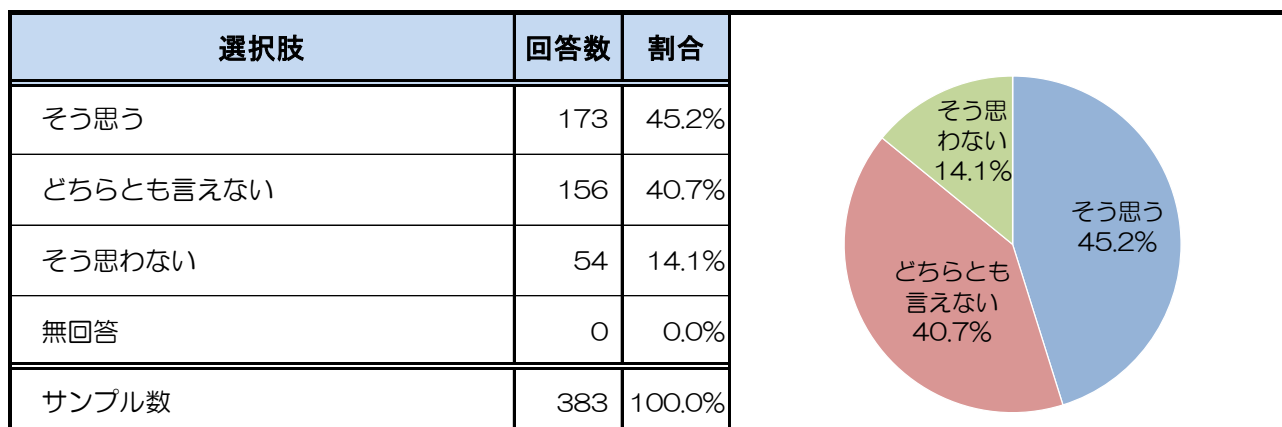 選択肢 回答数 割合
そう思う 173 45.2%
どちらとも言えない 156 40.7%
そう思わない 54 14.1%
無回答 0 0.0%
サンプル数 383 100.0%
そう思
わない
14.1%
そう思う
45.2%
どちらとも
言えない
40.7%